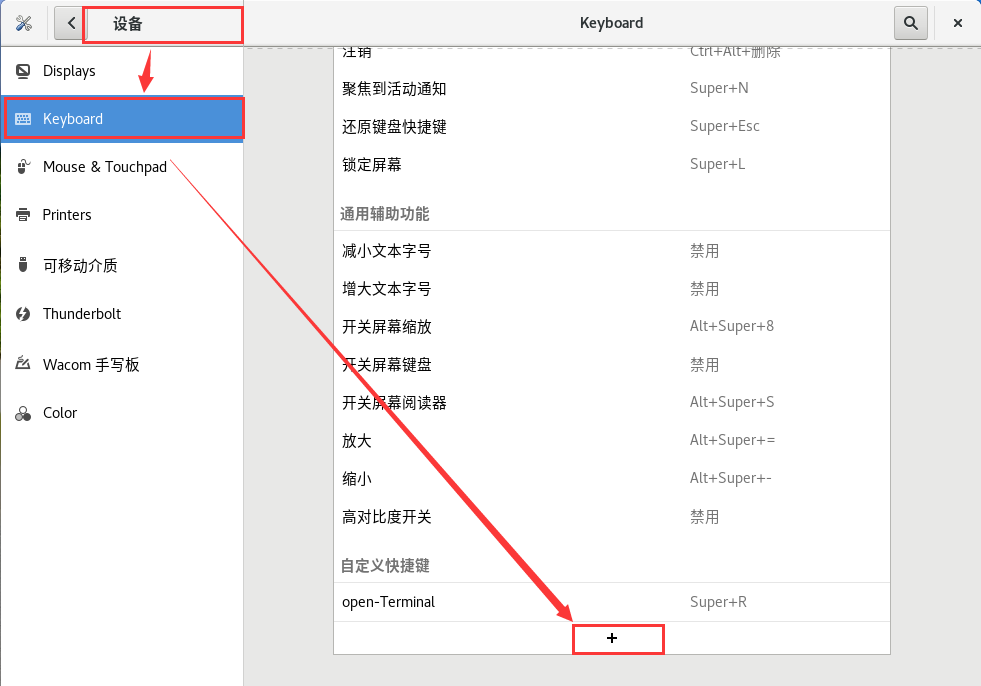 设备
Keyboard
Displays
Keyboard
Mouse & Touchpad
Printers
可移动介质
Thunderbolt
Wacom 手写板
Color
注销 Ctrl+Alt+删除
聚焦到活动通知 Super+N
还原键盘快捷键 Super+Esc
锁定屏幕 Super+L
通用辅助功能
减小文本字号 禁用
增大文本字号 禁用
开关屏幕缩放 Alt+Super+8
开关屏幕键盘 禁用
开关屏幕阅读器 Alt+Super+S
放大 Alt+Super+=
缩小 Alt+Super+-
高对比度开关 禁用
自定义快捷键
open-Terminal Super+R
+